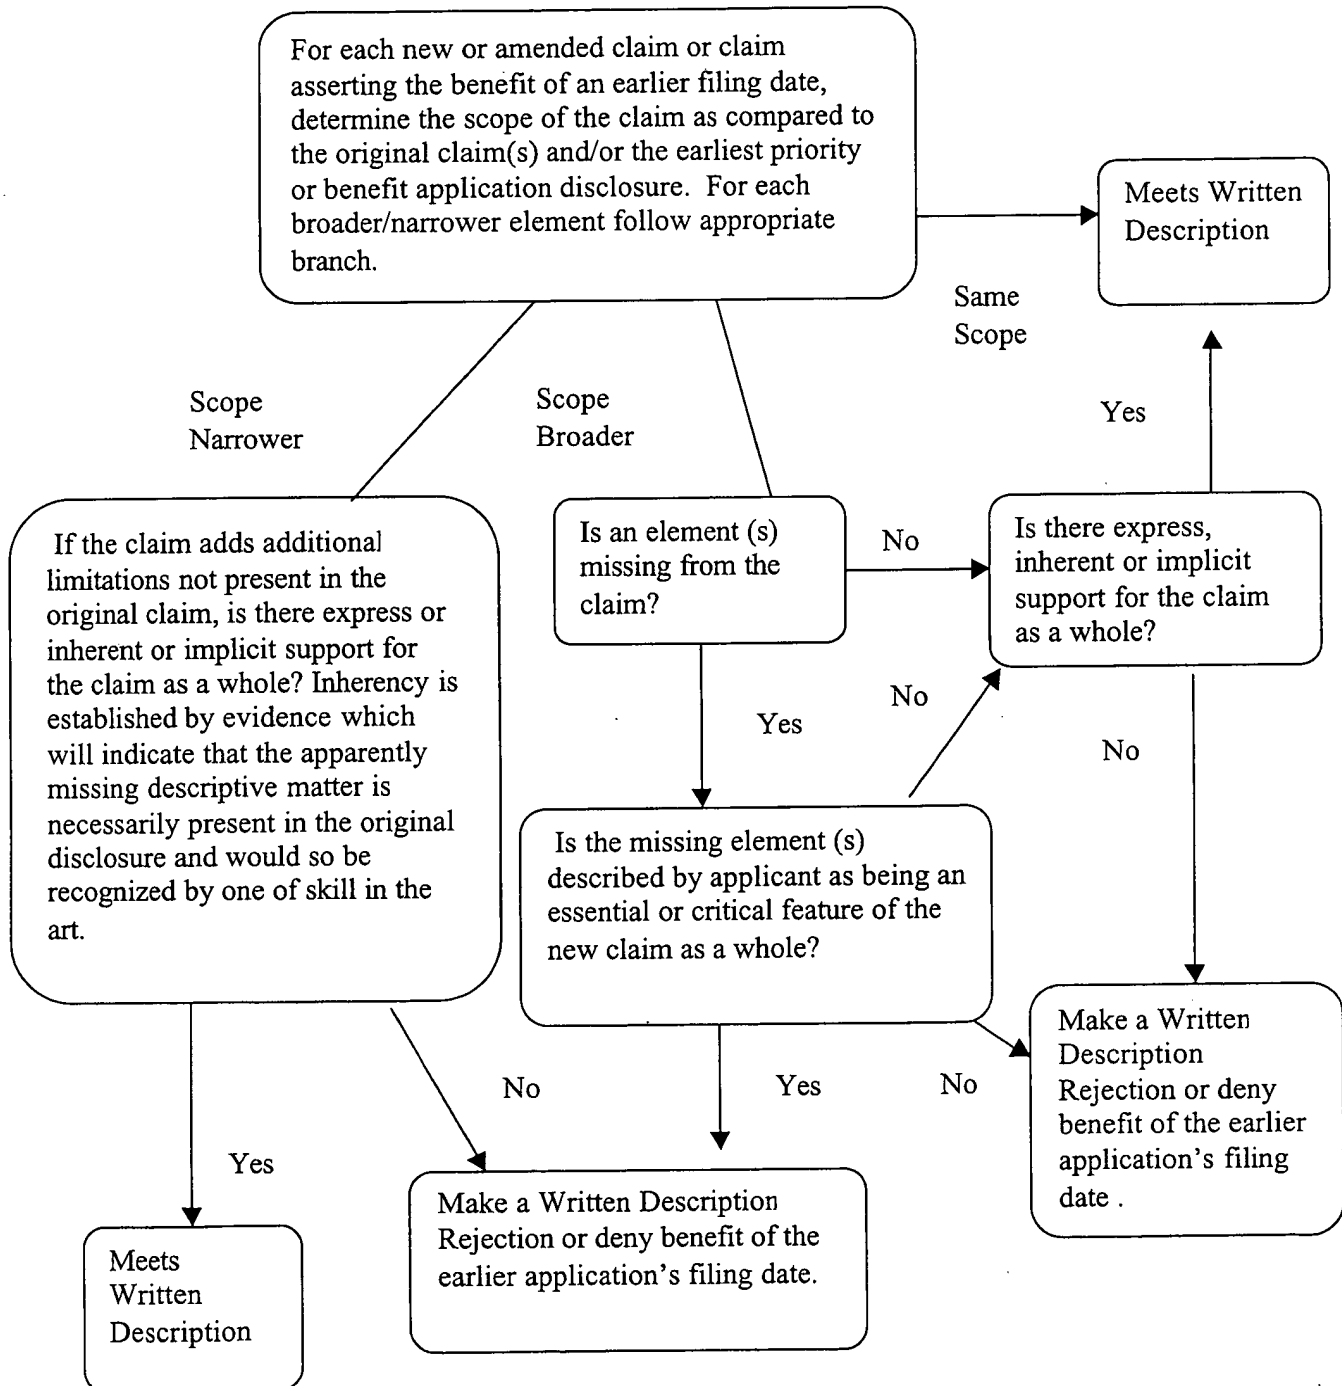 For each new or amended claim or claim
asserting the benefit of an earlier filing date,
determine the scope of the claim as compared to
the original claim(s) and/or the earliest priority
or benefit application disclosure.  For each
broader/narrower element follow appropriate
branch.
Meets Written
Description
Same
Scope
Scope
Narrower
Scope
Broader
Yes
If the claim adds additional
limitations not present in the
original claim, is there express or
inherent or implicit support for
the claim as a whole? Inherency is
established by evidence which
will indicate that the apparently
missing descriptive matter is
necessarily present in the original
disclosure and would so be
recognized by one of skill in the
art.
Is an element (s)
missing from the
claim?
No
Is there express,
inherent or implicit
support for the claim
as a whole?
Yes
No
No
Is the missing element (s)
described by applicant as being an
essential or critical feature of the
new claim as a whole?
Make a Written
Description
Rejection or deny
benefit of the earlier
application's filing
date .
No
Yes
No
Yes
Make a Written Description
Rejection or deny benefit of the
earlier application's filing date.
Meets
Written
Description